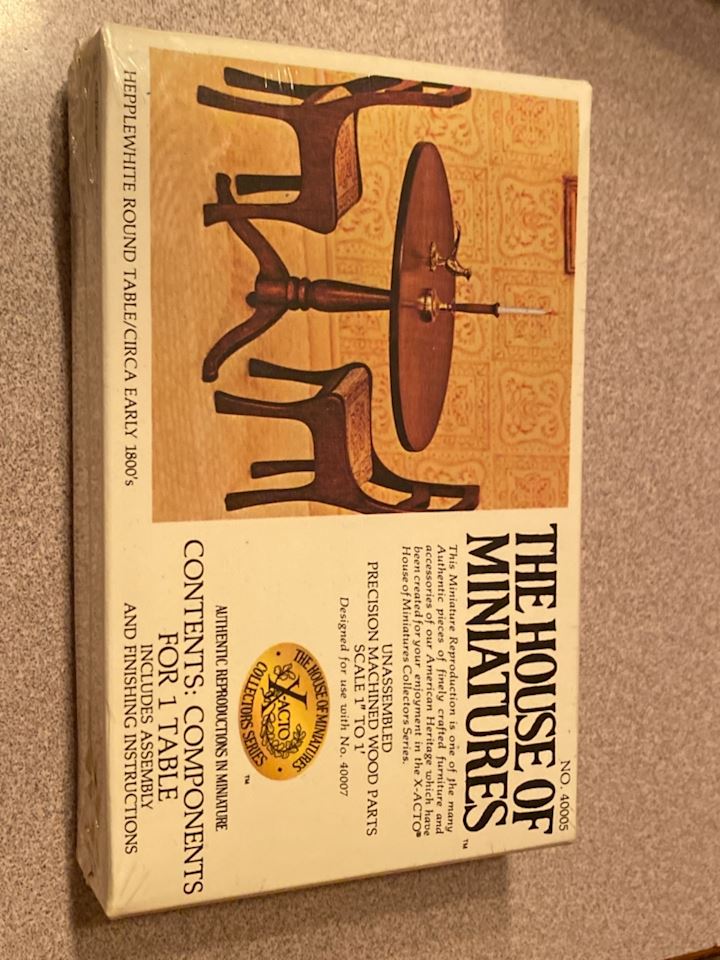 NO. 40005
THE HOUSE OF
MINIATURES™
This Miniature Reproduction is one of the many
Authentic pieces of finely crafted furniture and
accessories of our American Heritage which have
been created for your enjoyment in the X-ACTO®
House of Miniatures Collectors Series.
UNASSEMBLED
PRECISION MACHINED WOOD PARTS
SCALE 1" TO 1'
Designed for use with No. 40007
THE HOUSE OF MINIATURES
X-ACTO
COLLECTORS SERIES
™
AUTHENTIC REPRODUCTIONS IN MINIATURE
CONTENTS: COMPONENTS
FOR 1 TABLE
INCLUDES ASSEMBLY
AND FINISHING INSTRUCTIONS
HEPPLEWHITE ROUND TABLE/CIRCA EARLY 1800's